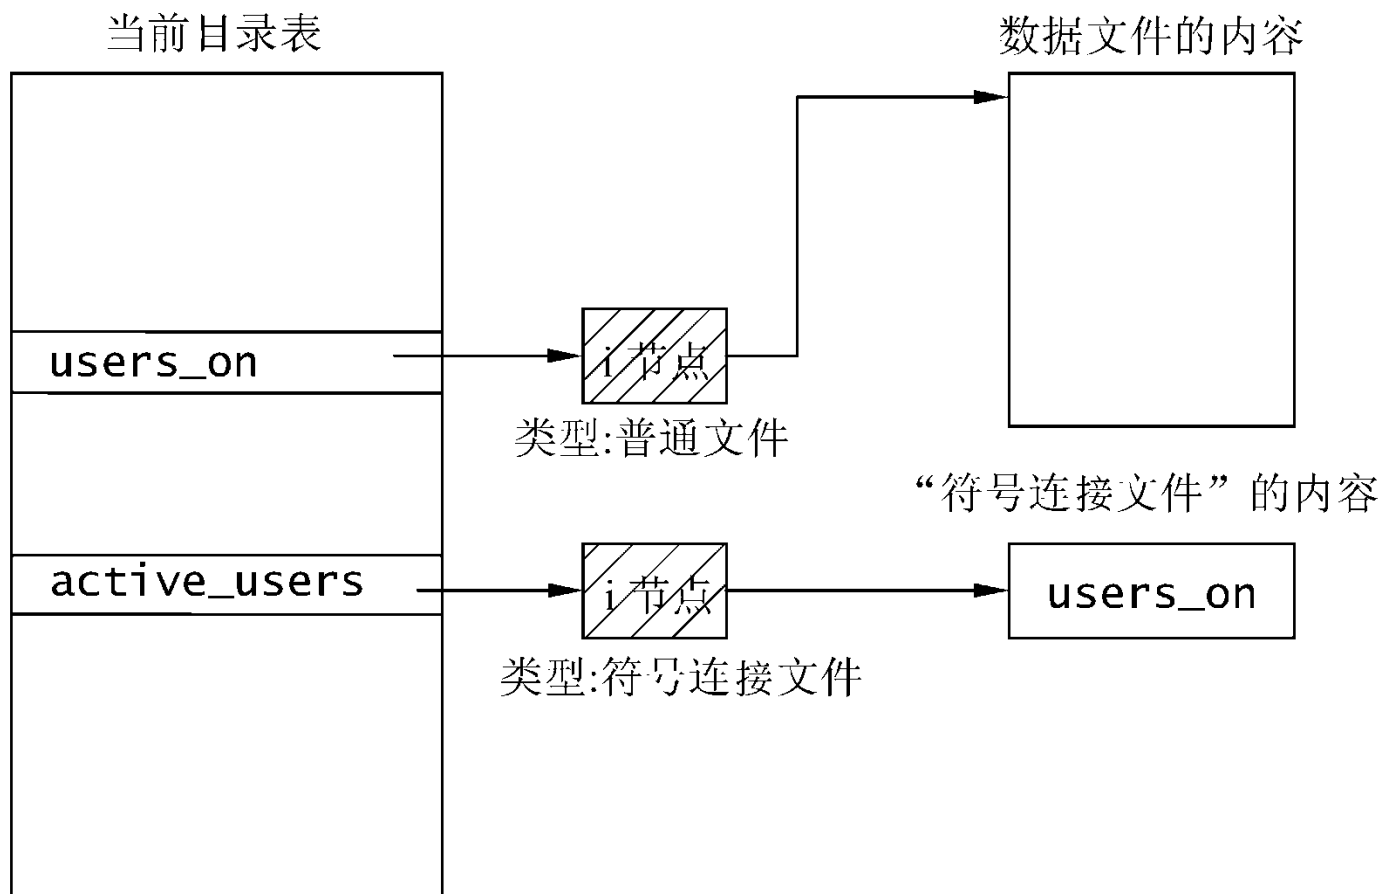 当前目录表
数据文件的内容
users_on
i 节点
类型:普通文件
“符号连接文件”的内容
active_users
i 节点
users_on
类型:符号连接文件